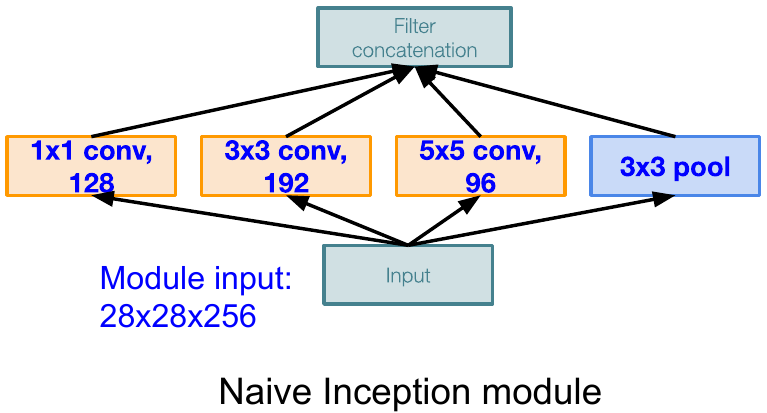 Filter
concatenation
1x1 conv,
128
3x3 conv,
192
5x5 conv,
96
3x3 pool
Input
Module input:
28x28x256
Naive Inception module